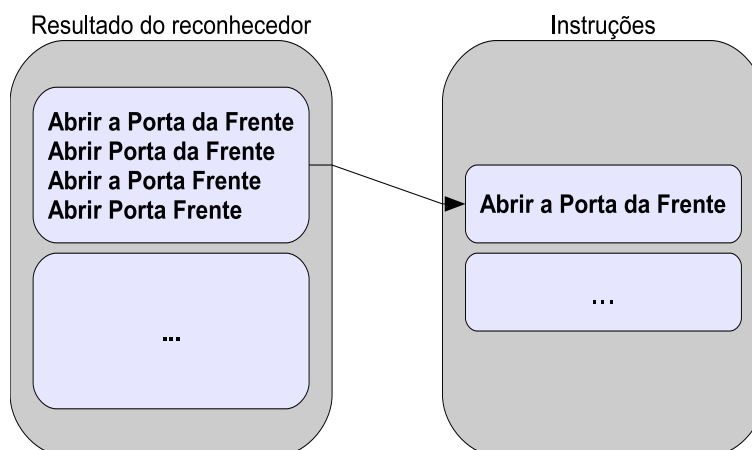 Resultado do reconhecedor
Abrir a Porta da Frente
Abrir Porta da Frente
Abrir a Porta Frente
Abrir Porta Frente
...
Instruções
Abrir a Porta da Frente
...